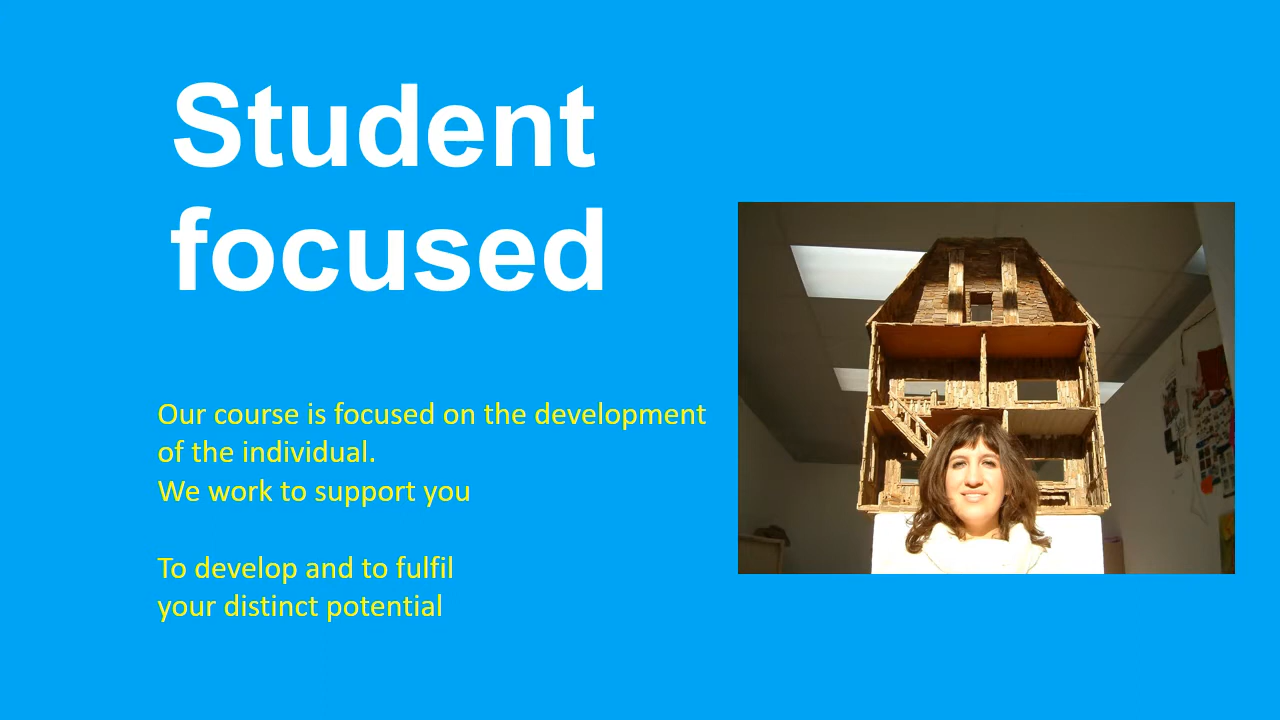 Student
focused
Our course is focused on the development
of the individual.
We work to support you
To develop and to fulfil
your distinct potential